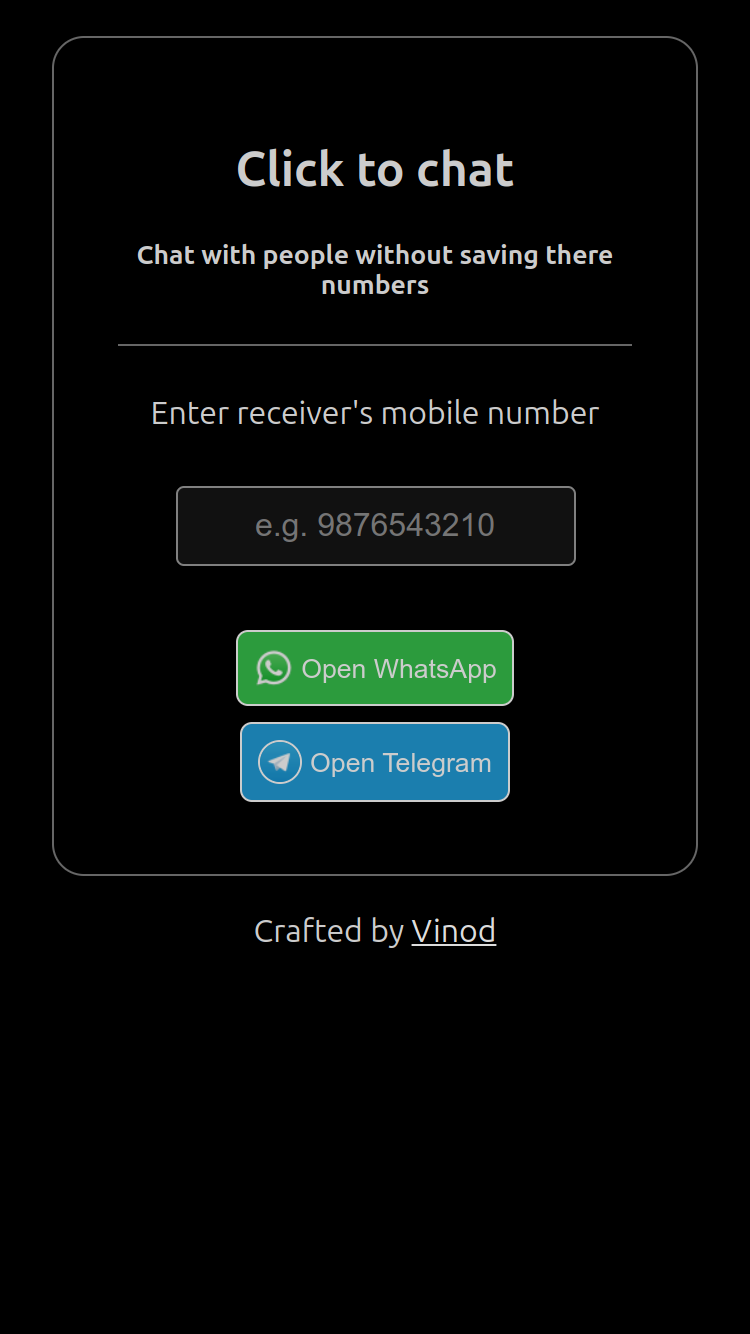 Click to chat
Chat with people without saving there
numbers
Enter receiver's mobile number
e.g. 9876543210
Open WhatsApp
Open Telegram
Crafted by Vinod